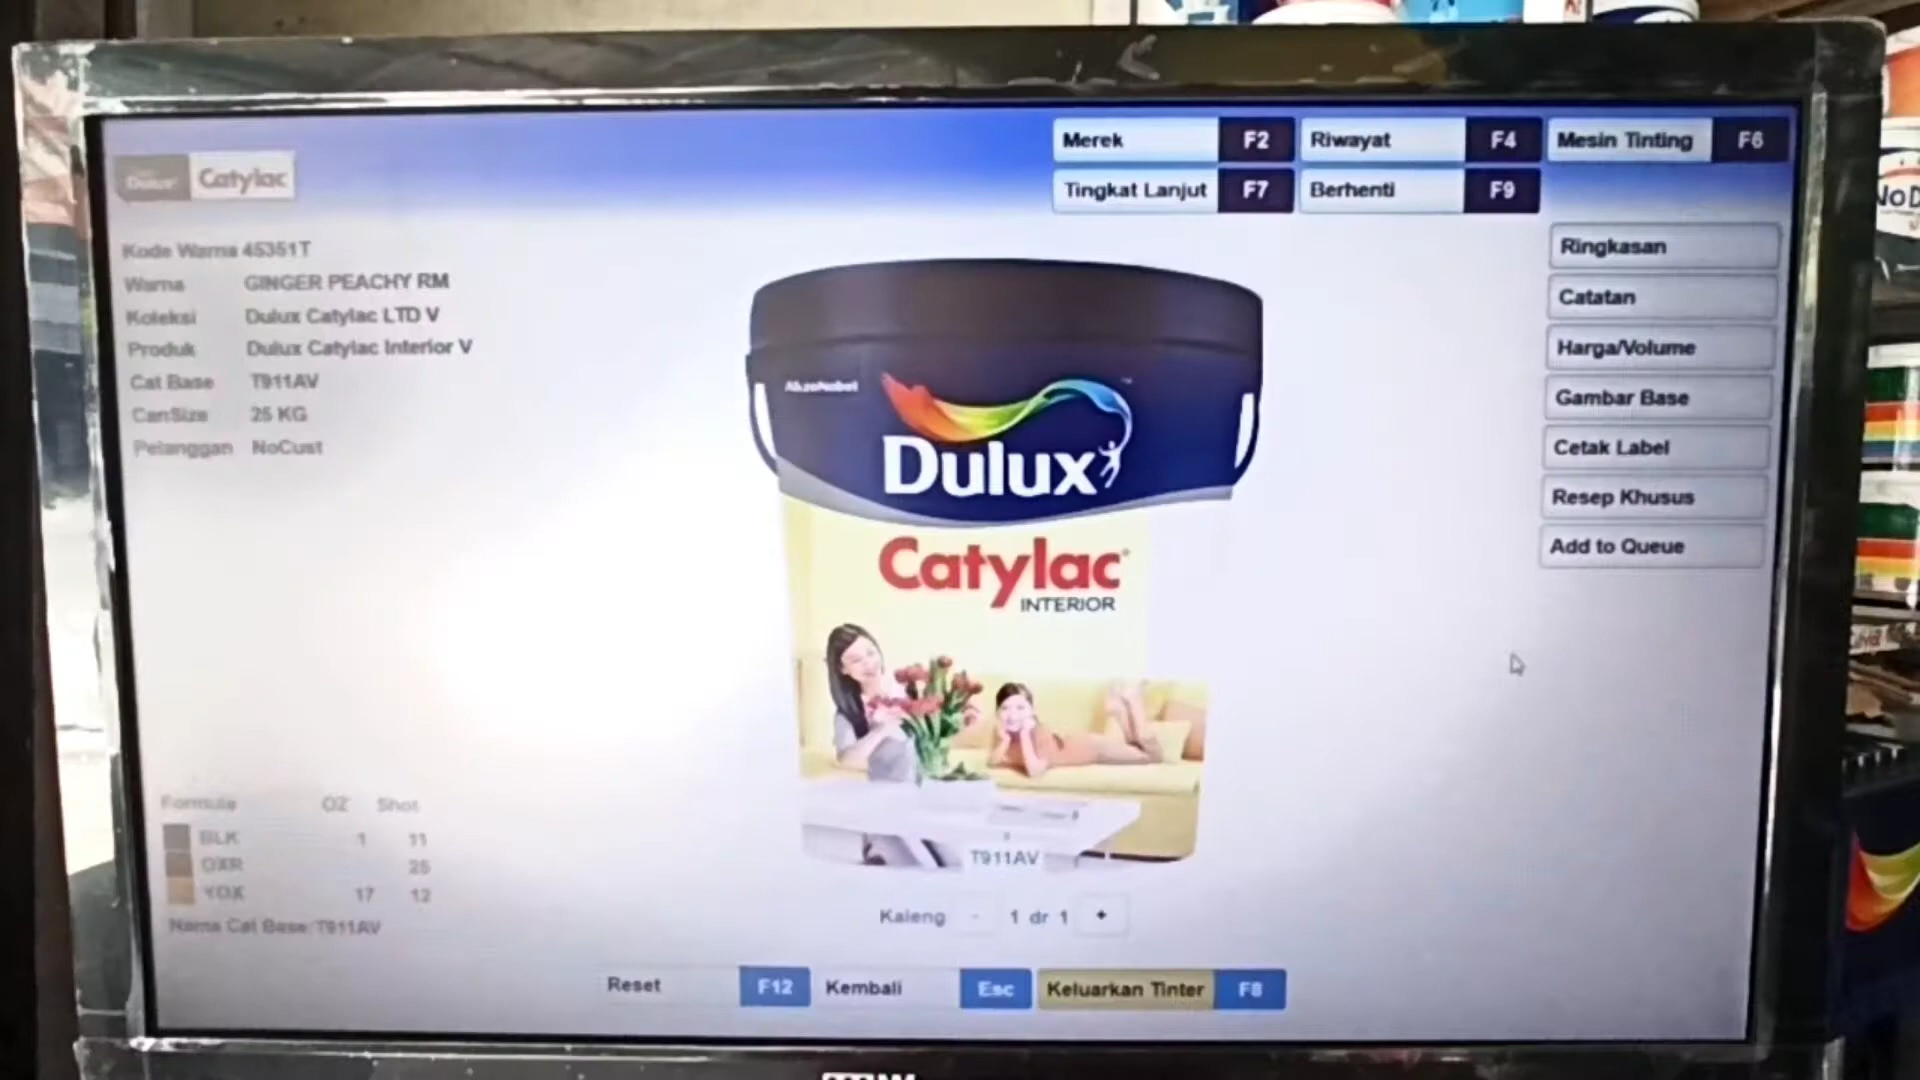 Merek F2 Riwayat F4 Mesin Tinting F6
Tingkat Lanjut F7 Berhenti F9
Dulux Catylac
Kode Warna 45351T
Warna GINGER PEACHY RM
Koleksi Dulux Catylac LTD V
Produk Dulux Catylac Interior V
Cat Base T911AV
CanSize 25 KG
Pelanggan NoCust
Ringkasan
Catatan
Harga/Volume
Gambar Base
Cetak Label
Resep Khusus
Add to Queue
AkzoNobel
Dulux
Catylac
INTERIOR
T911AV
Formula OZ Shot
BLK 1 11
OXR 25
YOX 17 12
Nama Cat Base:T911AV
Kaleng - 1 dr 1 +
Reset F12 Kembali Esc Keluarkan Tinter F8